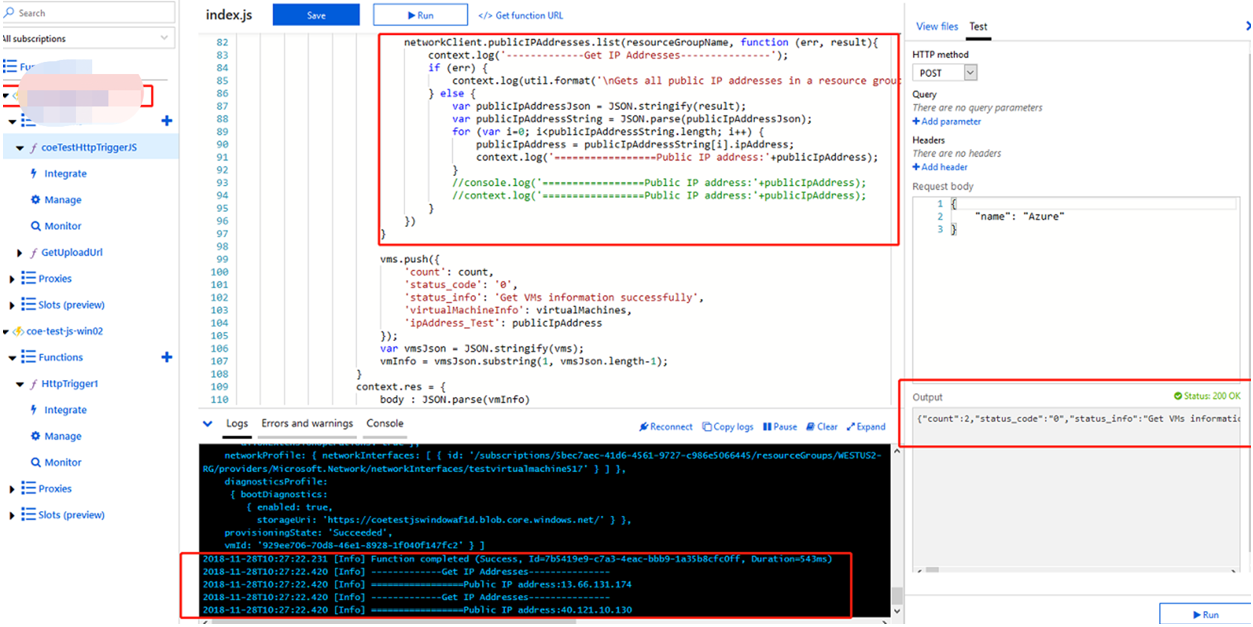 Search
All subscriptions
coeTestHttpTriggerJS
Integrate
Manage
Monitor
GetUploadUrl
Proxies
Slots (preview)
coe-test-js-win02
Functions
HttpTrigger1
Integrate
Manage
Monitor
Proxies
Slots (preview)
index.js
Save
Run
</> Get function URL
82 networkClient.publicIPAddresses.list(resourceGroupName, function (err, result){
83 context.log('-------------Get IP Addresses---------------');
84 if (err) {
85 context.log(util.format('\nGets all public IP addresses in a resource grou
86 } else {
87 var publicIpAddressJson = JSON.stringify(result);
88 var publicIpAddressString = JSON.parse(publicIpAddressJson);
89 for (var i=0; i<publicIpAddressString.length; i++) {
90 publicIpAddress = publicIpAddressString[i].ipAddress;
91 context.log('=================Public IP address:'+publicIpAddress);
92 }
93 //console.log('=================Public IP address:'+publicIpAddress);
94 //context.log('=================Public IP address:'+publicIpAddress);
95 }
96 })
97 }
98
99 vms.push({
100 'count': count,
101 'status_code': '0',
102 'status_info': 'Get VMs information successfully',
103 'virtualMachineInfo': virtualMachines,
104 'ipAddress_Test': publicIpAddress
105 });
106 var vmsJson = JSON.stringify(vms);
107 vmInfo = vmsJson.substring(1, vmsJson.length-1);
108 }
109 context.res = {
110 body : JSON.parse(vmInfo)
Logs Errors and warnings Console
Reconnect Copy logs Pause Clear Expand
networkProfile: { networkInterfaces: [ { id: '/subscriptions/5bec7aec-41d6-4561-9727-c986e5066445/resourceGroups/WESTUS2-
RG/providers/Microsoft.Network/networkInterfaces/testvirtualmachine517' } ] },
diagnosticsProfile:
{ bootDiagnostics:
{ enabled: true,
storageUri: 'https://coetestjswindowaf1d.blob.core.windows.net/' } },
provisioningState: 'Succeeded',
vmId: '929ee706-70d8-46e1-8928-1f040f147fc2' } ]
2018-11-28T10:27:22.231 [Info] Function completed (Success, Id=7b5419e9-c7a3-4eac-bbb9-1a35b8cfc0ff, Duration=543ms)
2018-11-28T10:27:22.420 [Info] -------------Get IP Addresses---------------
2018-11-28T10:27:22.420 [Info] =================Public IP address:13.66.131.174
2018-11-28T10:27:22.420 [Info] -------------Get IP Addresses---------------
2018-11-28T10:27:22.420 [Info] =================Public IP address:40.121.10.130
View files Test
HTTP method
POST
Query
There are no query parameters
Add parameter
Headers
There are no headers
Add header
Request body
1 {
2 "name": "Azure"
3 }
Output
Status: 200 OK
{"count":2,"status_code":"0","status_info":"Get VMs informatio
Run